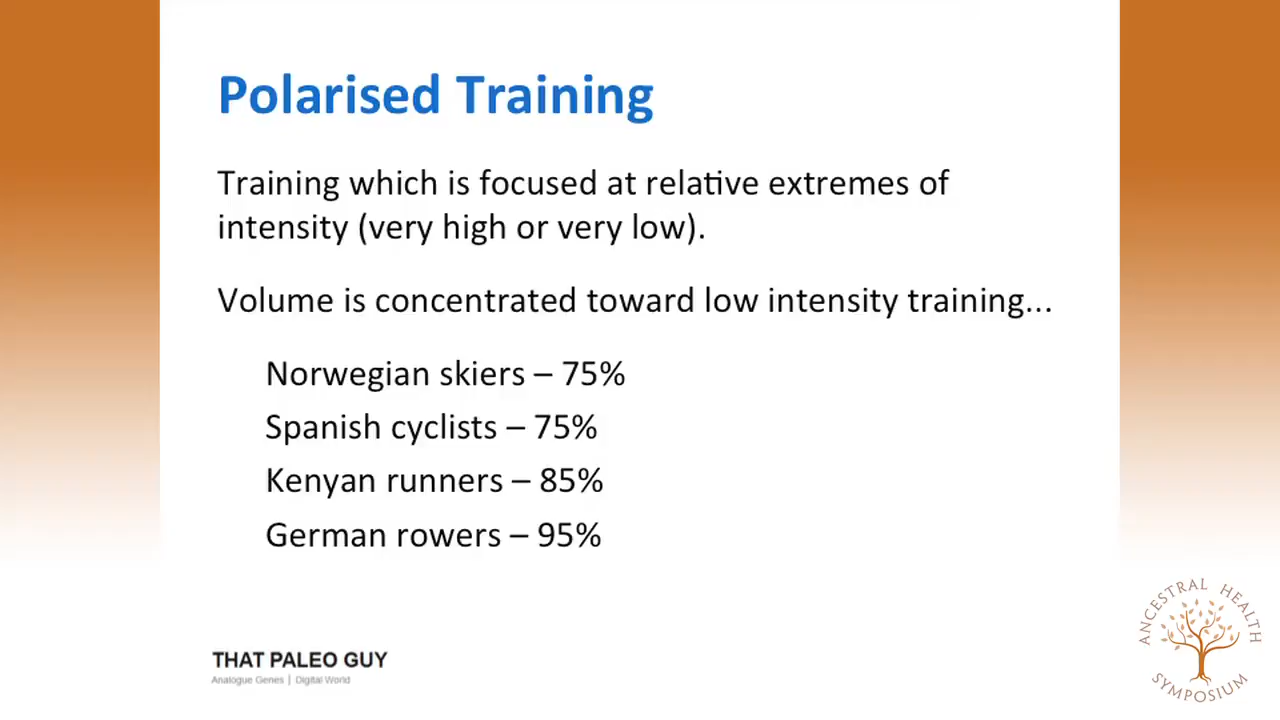 Polarised Training
Training which is focused at relative extremes of
intensity (very high or very low).
Volume is concentrated toward low intensity training...
Norwegian skiers – 75%
Spanish cyclists – 75%
Kenyan runners – 85%
German rowers – 95%
THAT PALEO GUY
Analogue Genes | Digital World
ANCESTRAL HEALTH
SYMPOSIUM